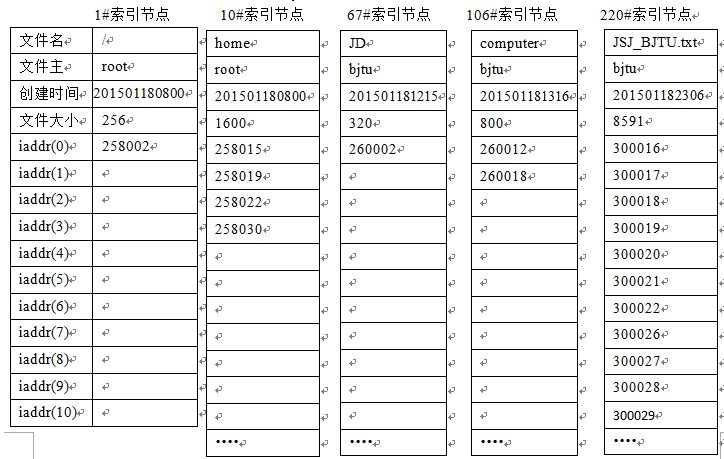 1#索引节点 10#索引节点 67#索引节点 106#索引节点 220#索引节点
文件名 / home JD computer JSJ_BJTU.txt
文件主 root root bjtu bjtu bjtu
创建时间 201501180800 201501180800 201501181215 201501181316 201501182306
文件大小 256 1600 320 800 8591
iaddr(0) 258002 258015 260002 260012 300016
iaddr(1) 258019 260018 300017
iaddr(2) 258022 300018
iaddr(3) 258030 300019
iaddr(4) 300020
iaddr(5) 300021
iaddr(6) 300022
iaddr(7) 300026
iaddr(8) 300027
iaddr(9) 300028
iaddr(10) 300029
•••• •••• •••• ••••